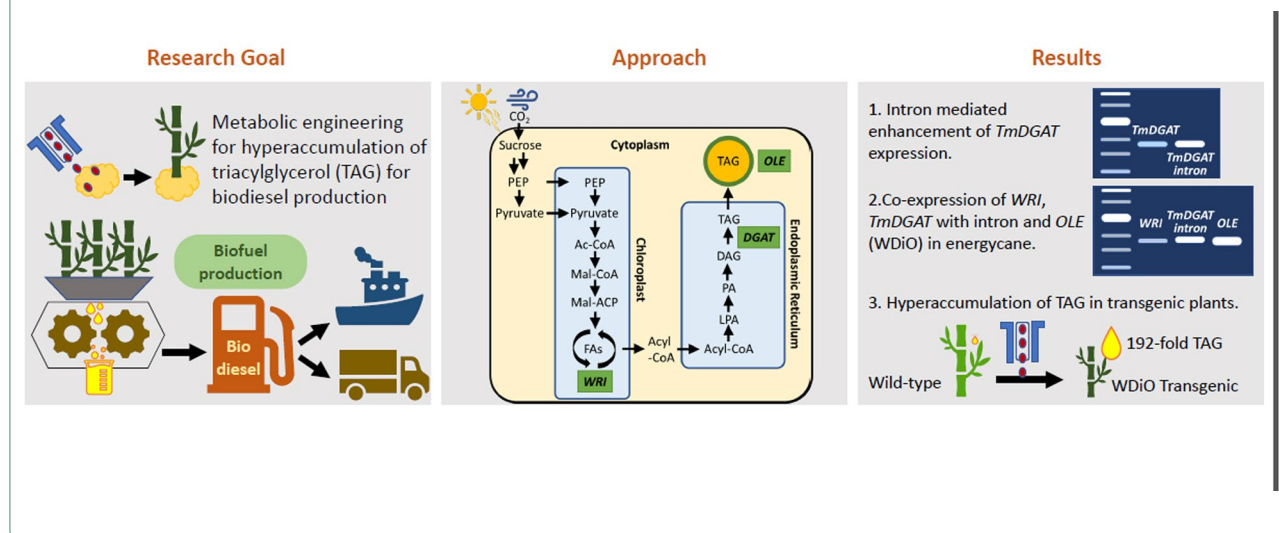 Research Goal
Metabolic engineering
for hyperaccumulation of
triacylglycerol (TAG) for
biodiesel production
Biofuel
production
Bio
diesel
Approach
CO₂
Cytoplasm
Sucrose
PEP
Pyruvate
PEP
Pyruvate
Ac-CoA
Mal-CoA
Mal-ACP
FAs
WRI
Chloroplast
Acyl
-CoA
TAG
OLE
TAG
DGAT
DAG
PA
LPA
Acyl-CoA
Endoplasmic Reticulum
Results
1. Intron mediated
enhancement of TmDGAT
expression.
TmDGAT
TmDGAT
intron
2.Co-expression of WRI,
TmDGAT with intron and OLE
(WDiO) in energycane.
WRI
TmDGAT
intron
OLE
3. Hyperaccumulation of TAG in transgenic plants.
192-fold TAG
Wild-type
WDiO Transgenic